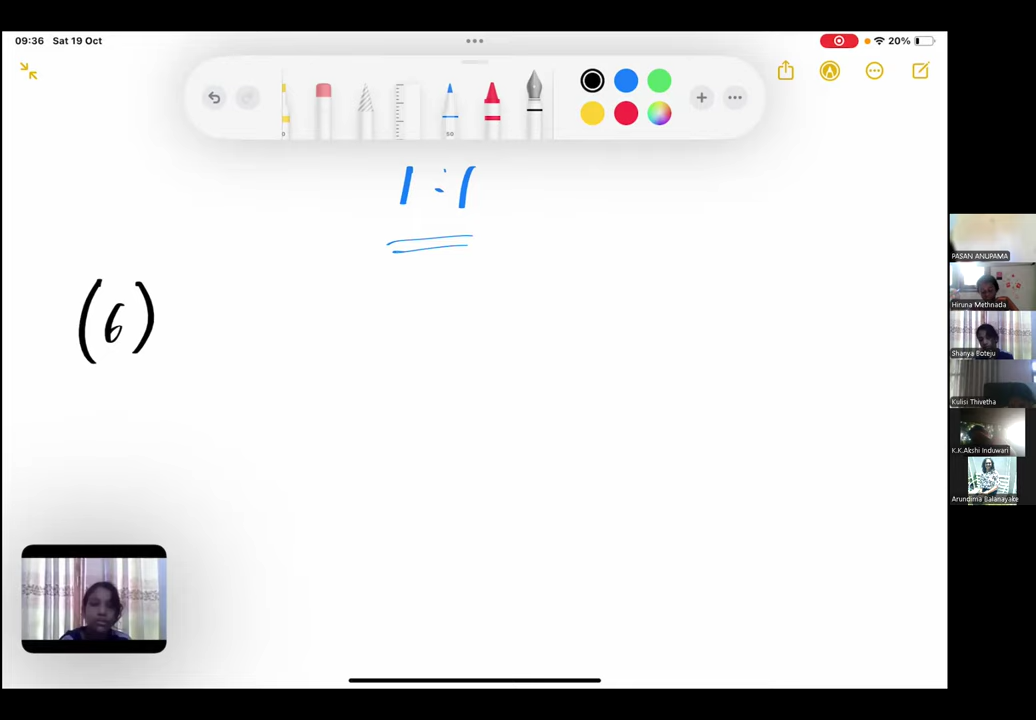 09:36 Sat 19 Oct
20%
50
1 : 1
(6)
PASAN ANUPAMA
Hiruna Methnada
Shanya Boteju
Kulisi Thivetha
K.K.Akshi Induwari
Arundima Balanayake